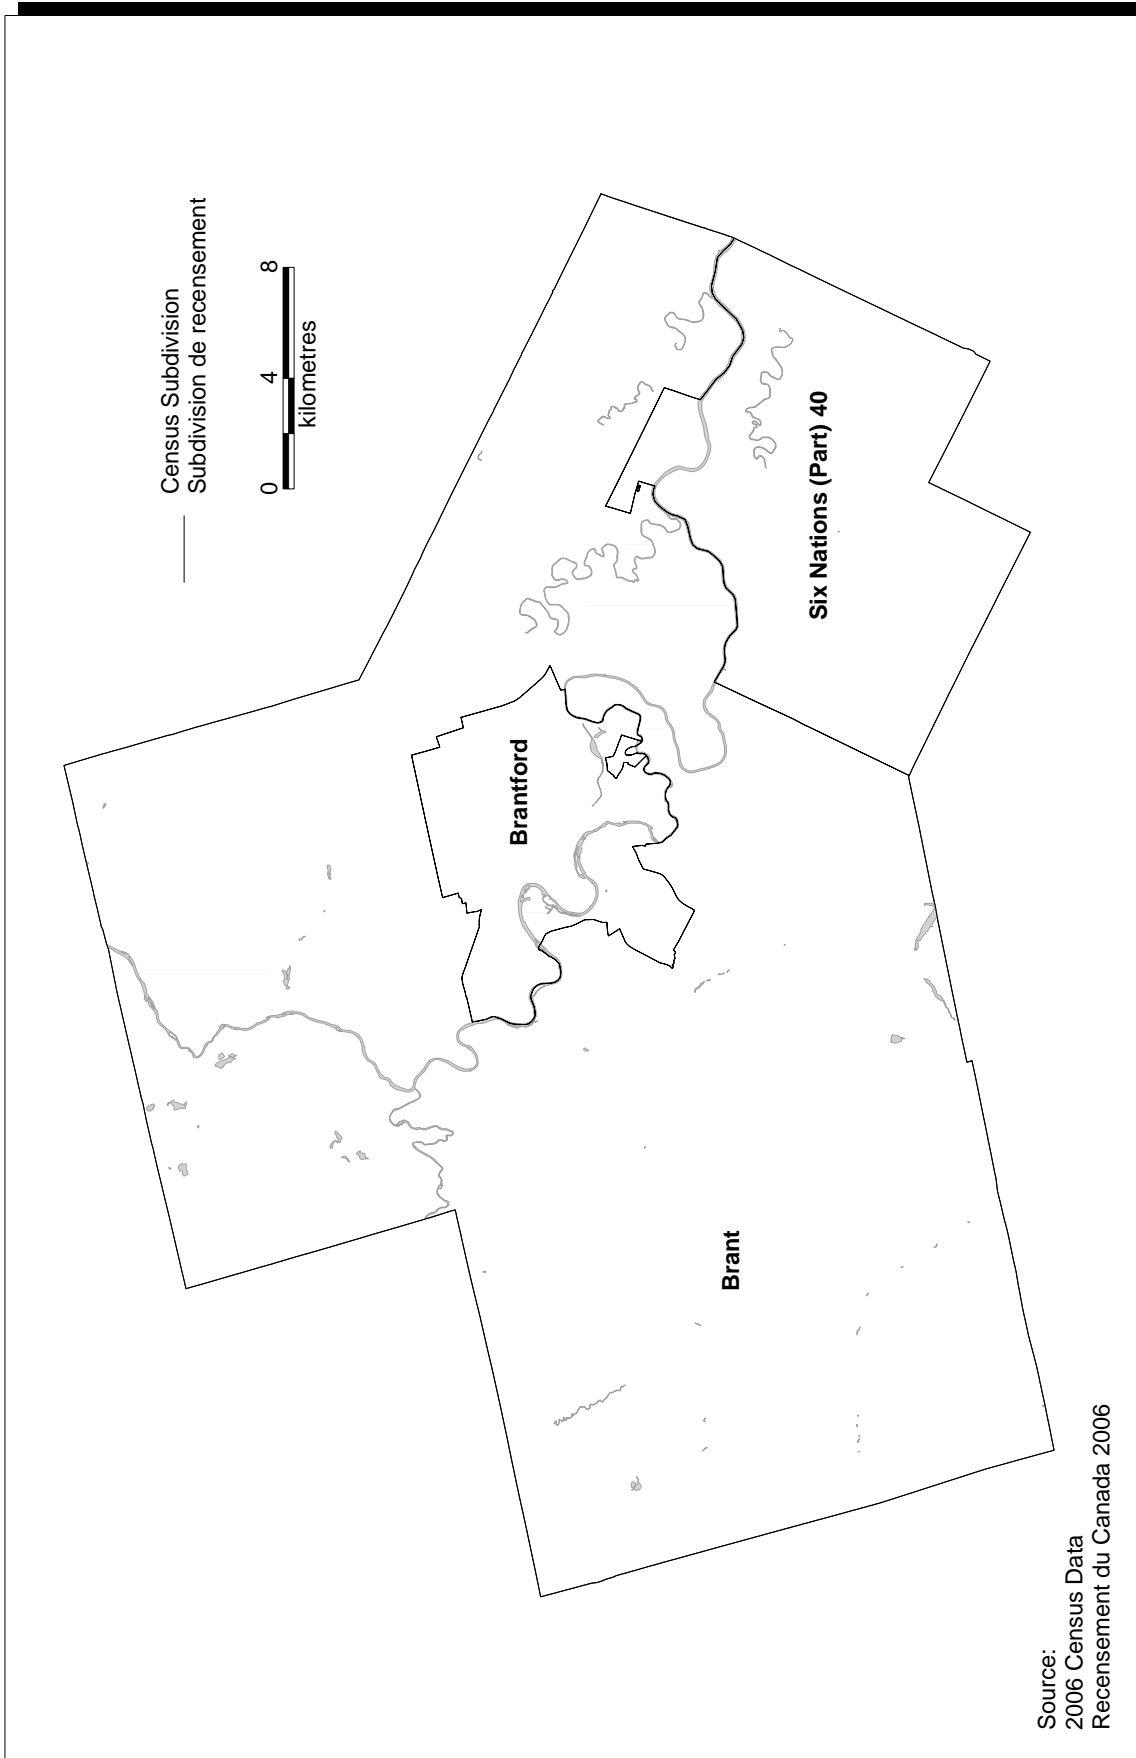 Census Subdivision
Subdivision de recensement
0 4 8
kilometres
Brantford
Six Nations (Part) 40
Brant
Source:
2006 Census Data
Recensement du Canada 2006